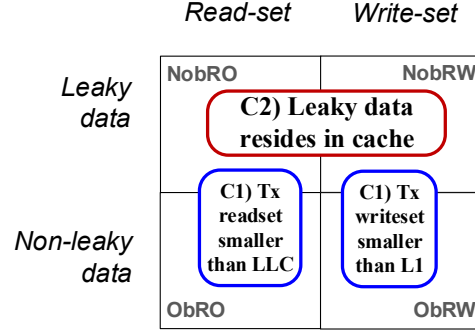 Read-set Write-set
NobRO NobRW
Leaky
data
C2) Leaky data
resides in cache
C1) Tx
readset
smaller
than LLC
C1) Tx
writeset
smaller
than L1
Non-leaky
data
ObRO ObRW